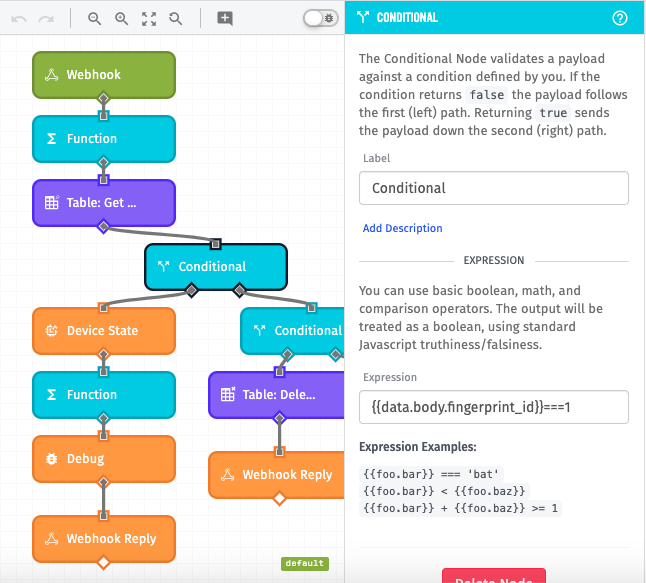 Webhook
Function
Table: Get ...
Conditional
Device State
Conditional
Function
Table: Dele...
Debug
Webhook Reply
Webhook Reply
default
CONDITIONAL
The Conditional Node validates a payload
against a condition defined by you. If the
condition returns false the payload follows
the first (left) path. Returning true sends
the payload down the second (right) path.
Label
Conditional
Add Description
EXPRESSION
You can use basic boolean, math, and
comparison operators. The output will be
treated as a boolean, using standard
Javascript truthiness/falsiness.
Expression
{{data.body.fingerprint_id}}===1
Expression Examples:
{{foo.bar}} === 'bat'
{{foo.bar}} < {{foo.baz}}
{{foo.bar}} + {{foo.baz}} >= 1
Delete Node